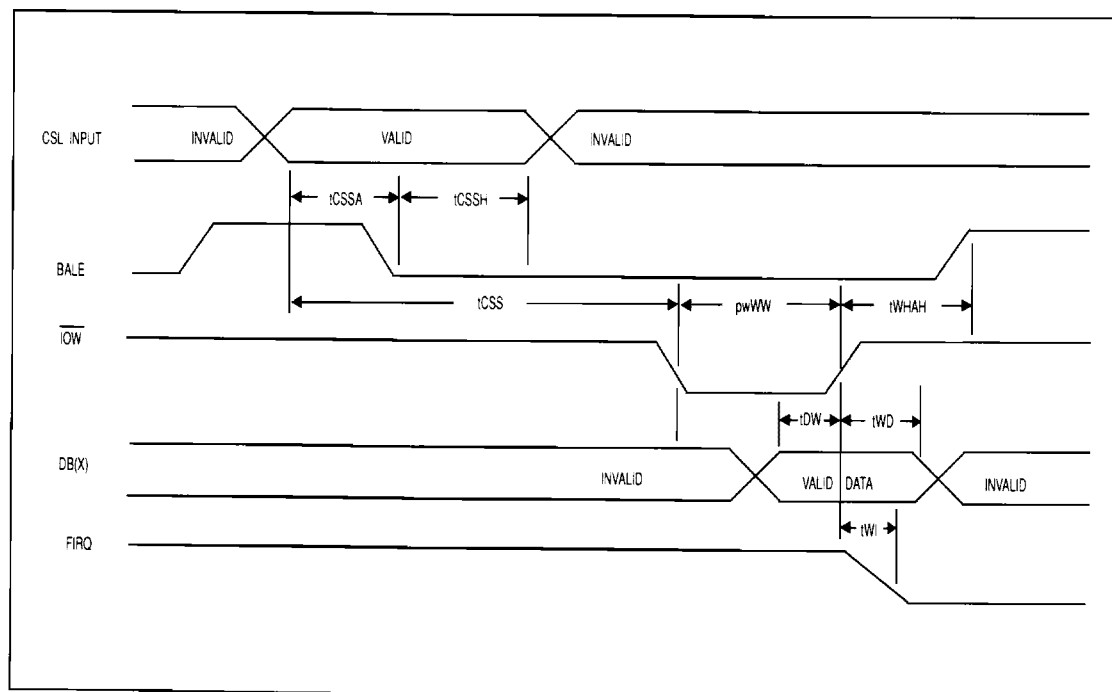 CSL INPUT
INVALID
VALID
INVALID
tCSSA
tCSSH
BALE
tCSS
pwWW
tWHAH
IOW
tDW
tWD
DB(X)
INVALID
VALID DATA
INVALID
tWI
FIRQ